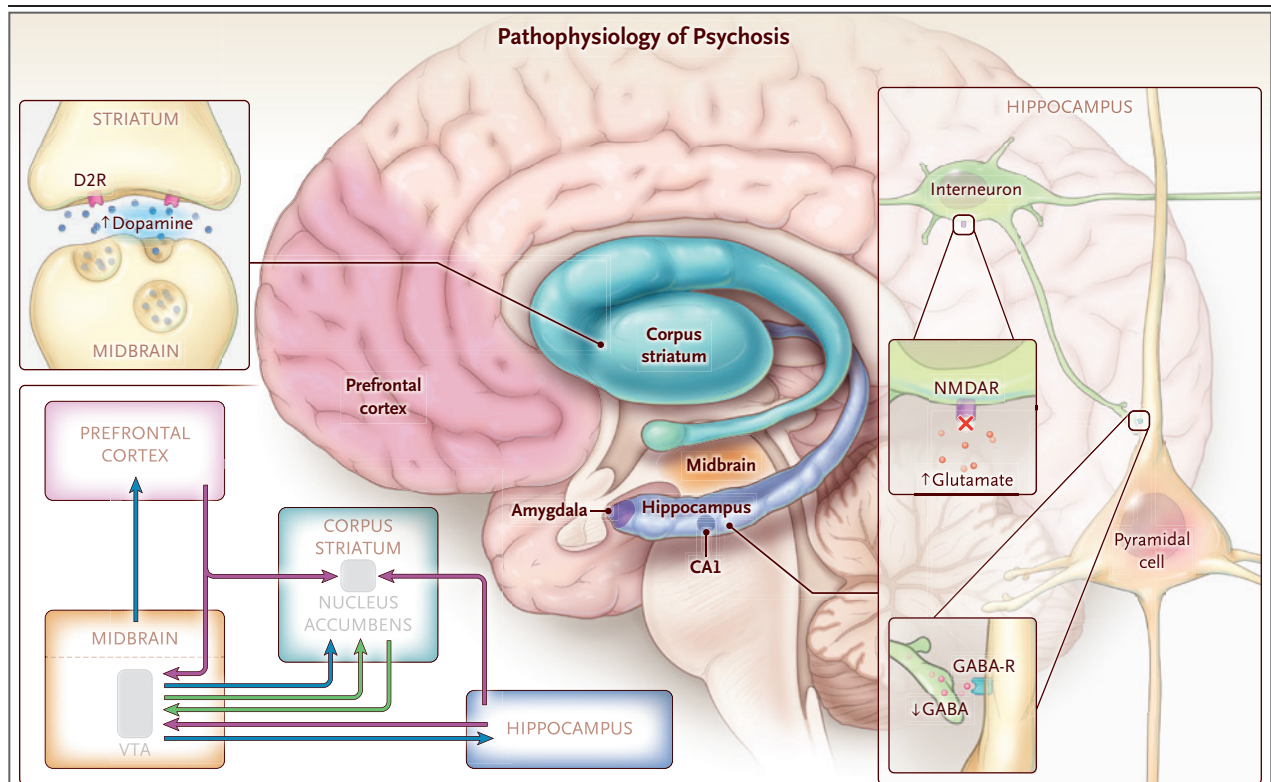 Pathophysiology of Psychosis
STRIATUM
D2R
↑Dopamine
MIDBRAIN
PREFRONTAL
CORTEX
CORPUS
STRIATUM
NUCLEUS
ACCUMBENS
MIDBRAIN
VTA
HIPPOCAMPUS
Prefrontal
cortex
Corpus
striatum
Midbrain
Amygdala
Hippocampus
CA1
HIPPOCAMPUS
Interneuron
NMDAR
↑Glutamate
Pyramidal
cell
GABA-R
↓GABA